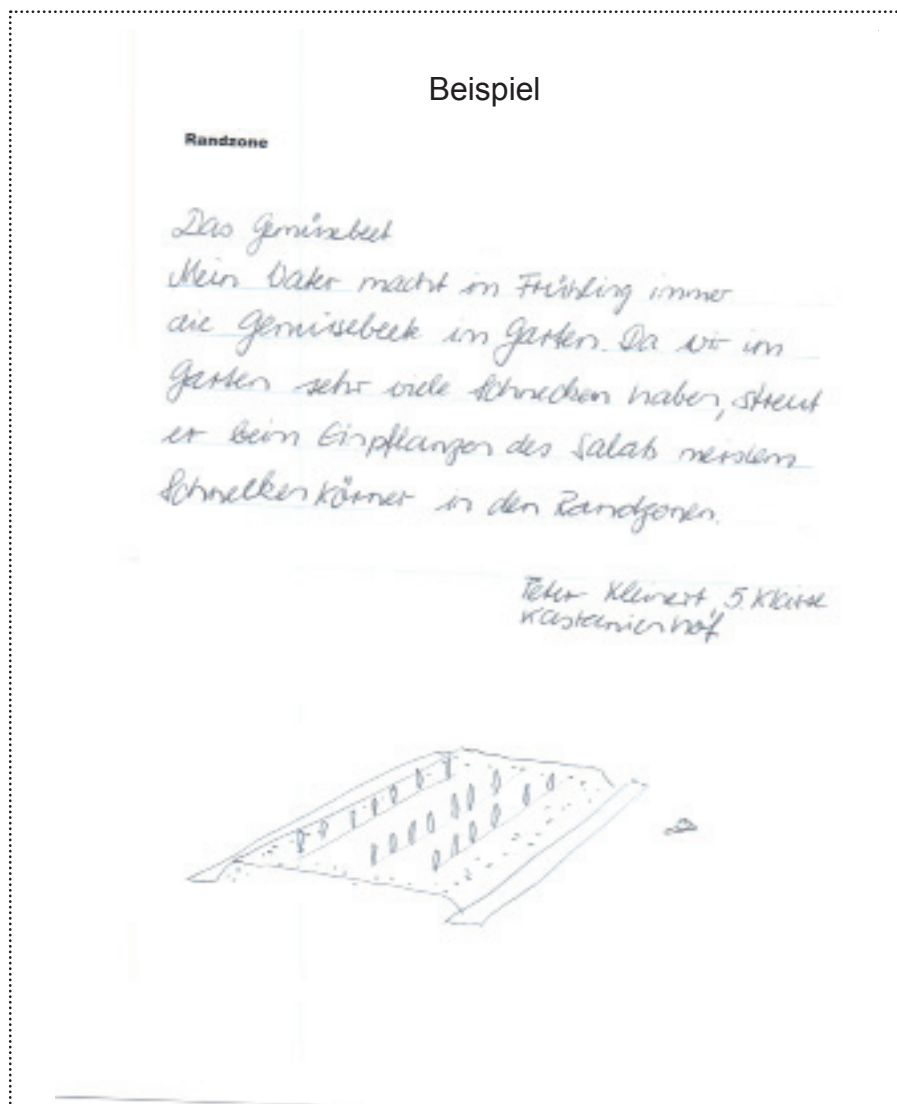 Beispiel
Randzone
Das Gemüsebeet
Mein Vater macht im Frühling immer
die Gemüsebeete im Garten. Da wir im
Garten sehr viele Schnecken haben, streut
er beim Einpflanzen des Salats meistens
Schnecken Körner in den Randzonen.
Peter Kleinert, 5. Klasse
Kastanienhof